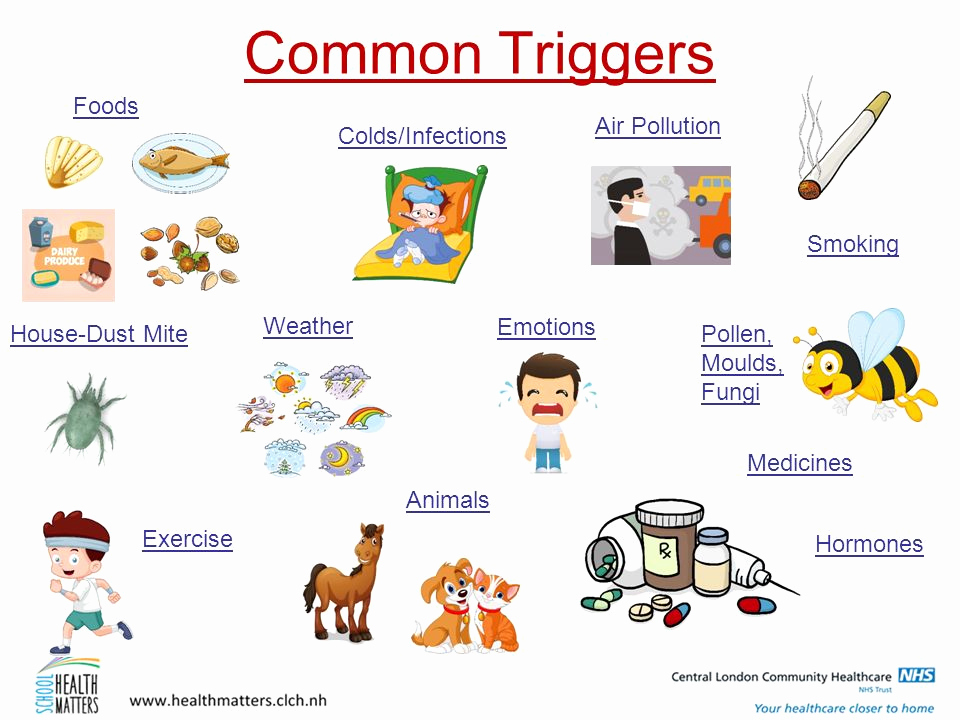 Common Triggers
Foods
Colds/Infections
Air Pollution
DAIRY
PRODUCE
Smoking
House-Dust Mite
Weather
Emotions
Pollen,
Moulds,
Fungi
Medicines
Animals
Exercise
Rx
Hormones
SCHOOL
HEALTH
MATTERS
www.healthmatters.clch.nh
Central London Community Healthcare NHS
NHS Trust
Your healthcare closer to home